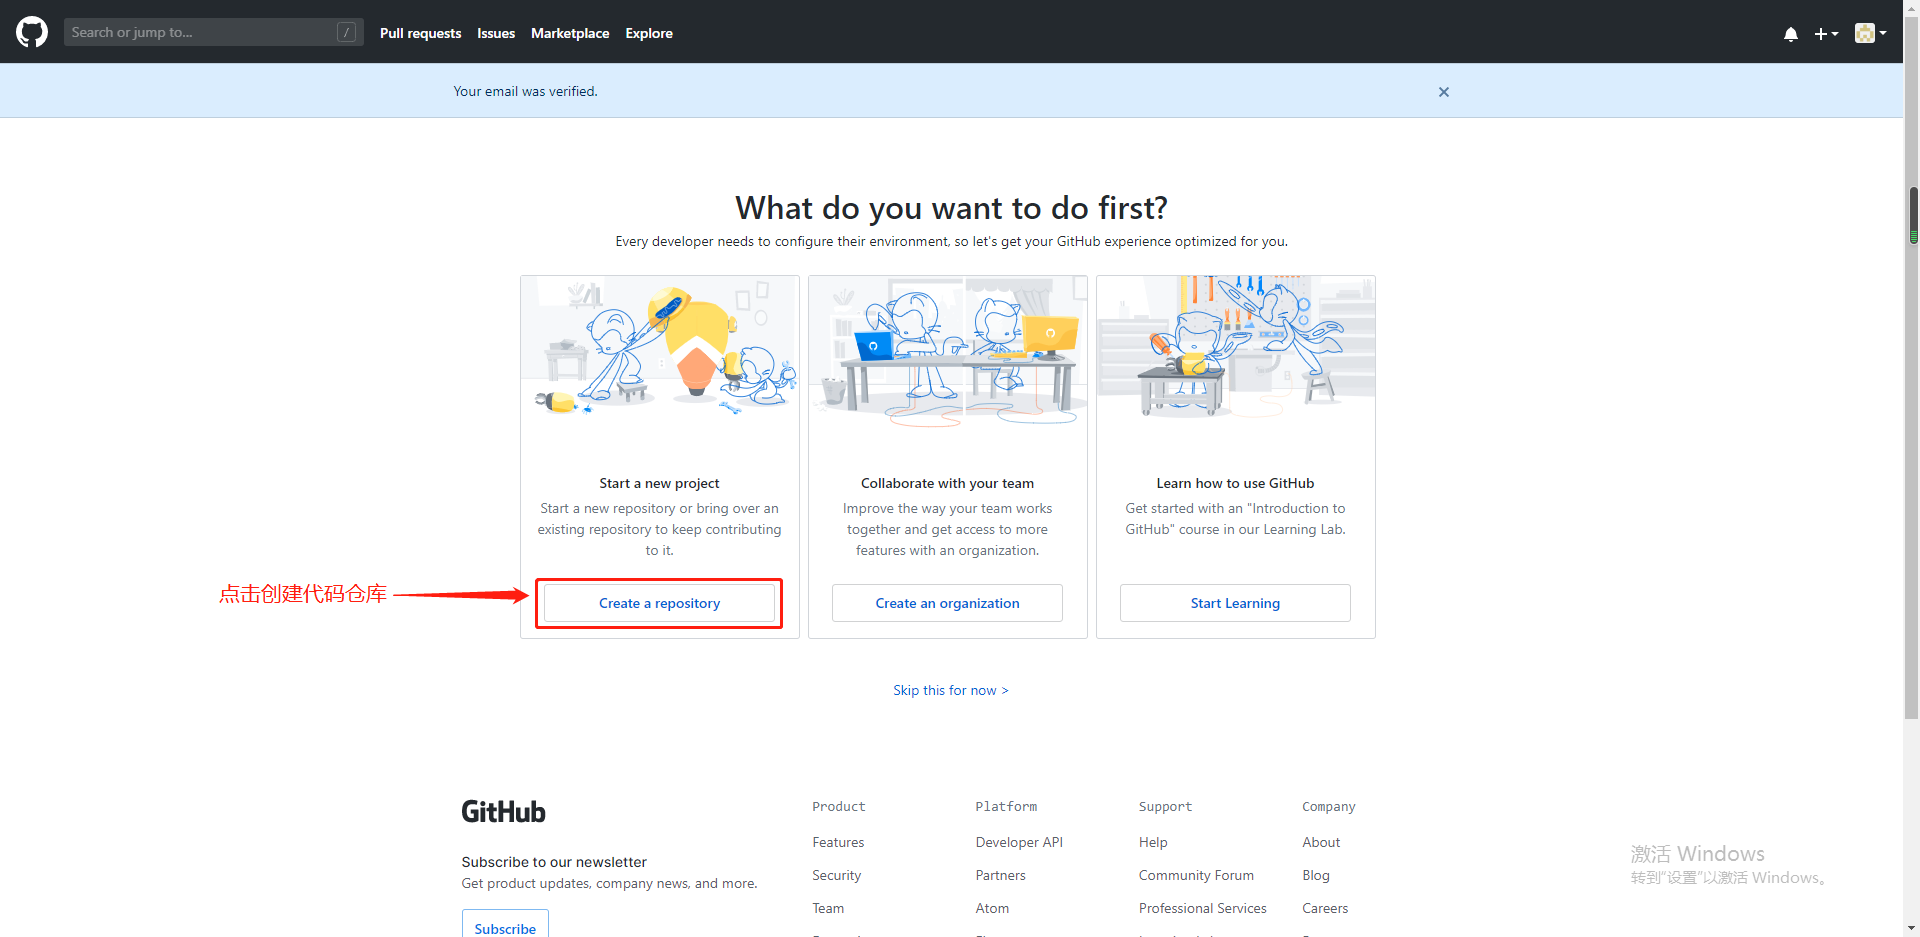 Search or jump to...
/
Pull requests
Issues
Marketplace
Explore
Your email was verified.
What do you want to do first?
Every developer needs to configure their environment, so let's get your GitHub experience optimized for you.
Start a new project
Start a new repository or bring over an
existing repository to keep contributing
to it.
Create a repository
点击创建代码仓库
Collaborate with your team
Improve the way your team works
together and get access to more
features with an organization.
Create an organization
Learn how to use GitHub
Get started with an "Introduction to
GitHub" course in our Learning Lab.
Start Learning
Skip this for now >
GitHub
Subscribe to our newsletter
Get product updates, company news, and more.
Subscribe
Product
Features
Security
Team
Platform
Developer API
Partners
Atom
Support
Help
Community Forum
Professional Services
Company
About
Blog
Careers
激活 Windows
转到"设置"以激活 Windows。